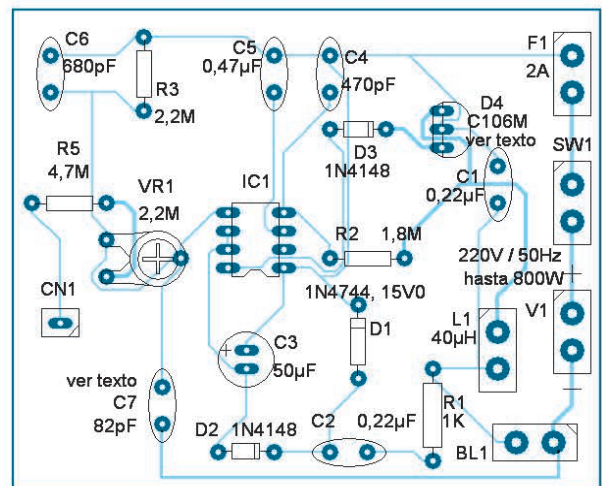 C6
680pF
R3
2,2M
C5
0,47µF
C4
470pF
F1
2A
D4
C106M
ver texto
D3
1N4148
SW1
R5
4,7M
VR1
2,2M
IC1
C1
0,22µF
R2
1,8M
220V / 50Hz
hasta 800W
CN1
1N4744, 15V0
D1
L1
40µH
V1
+
C3
50µF
ver texto
C7
82pF
D2
1N4148
C2
0,22µF
R1
1K
BL1